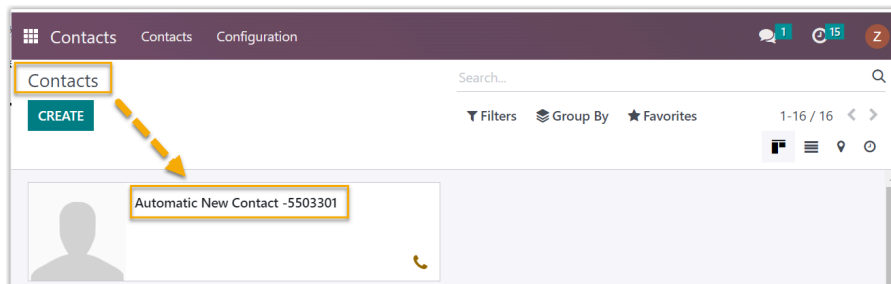 Contacts Contacts Configuration 1 15 Z
Contacts Search...
CREATE Filters Group By Favorites 1-16 / 16
Automatic New Contact -5503301